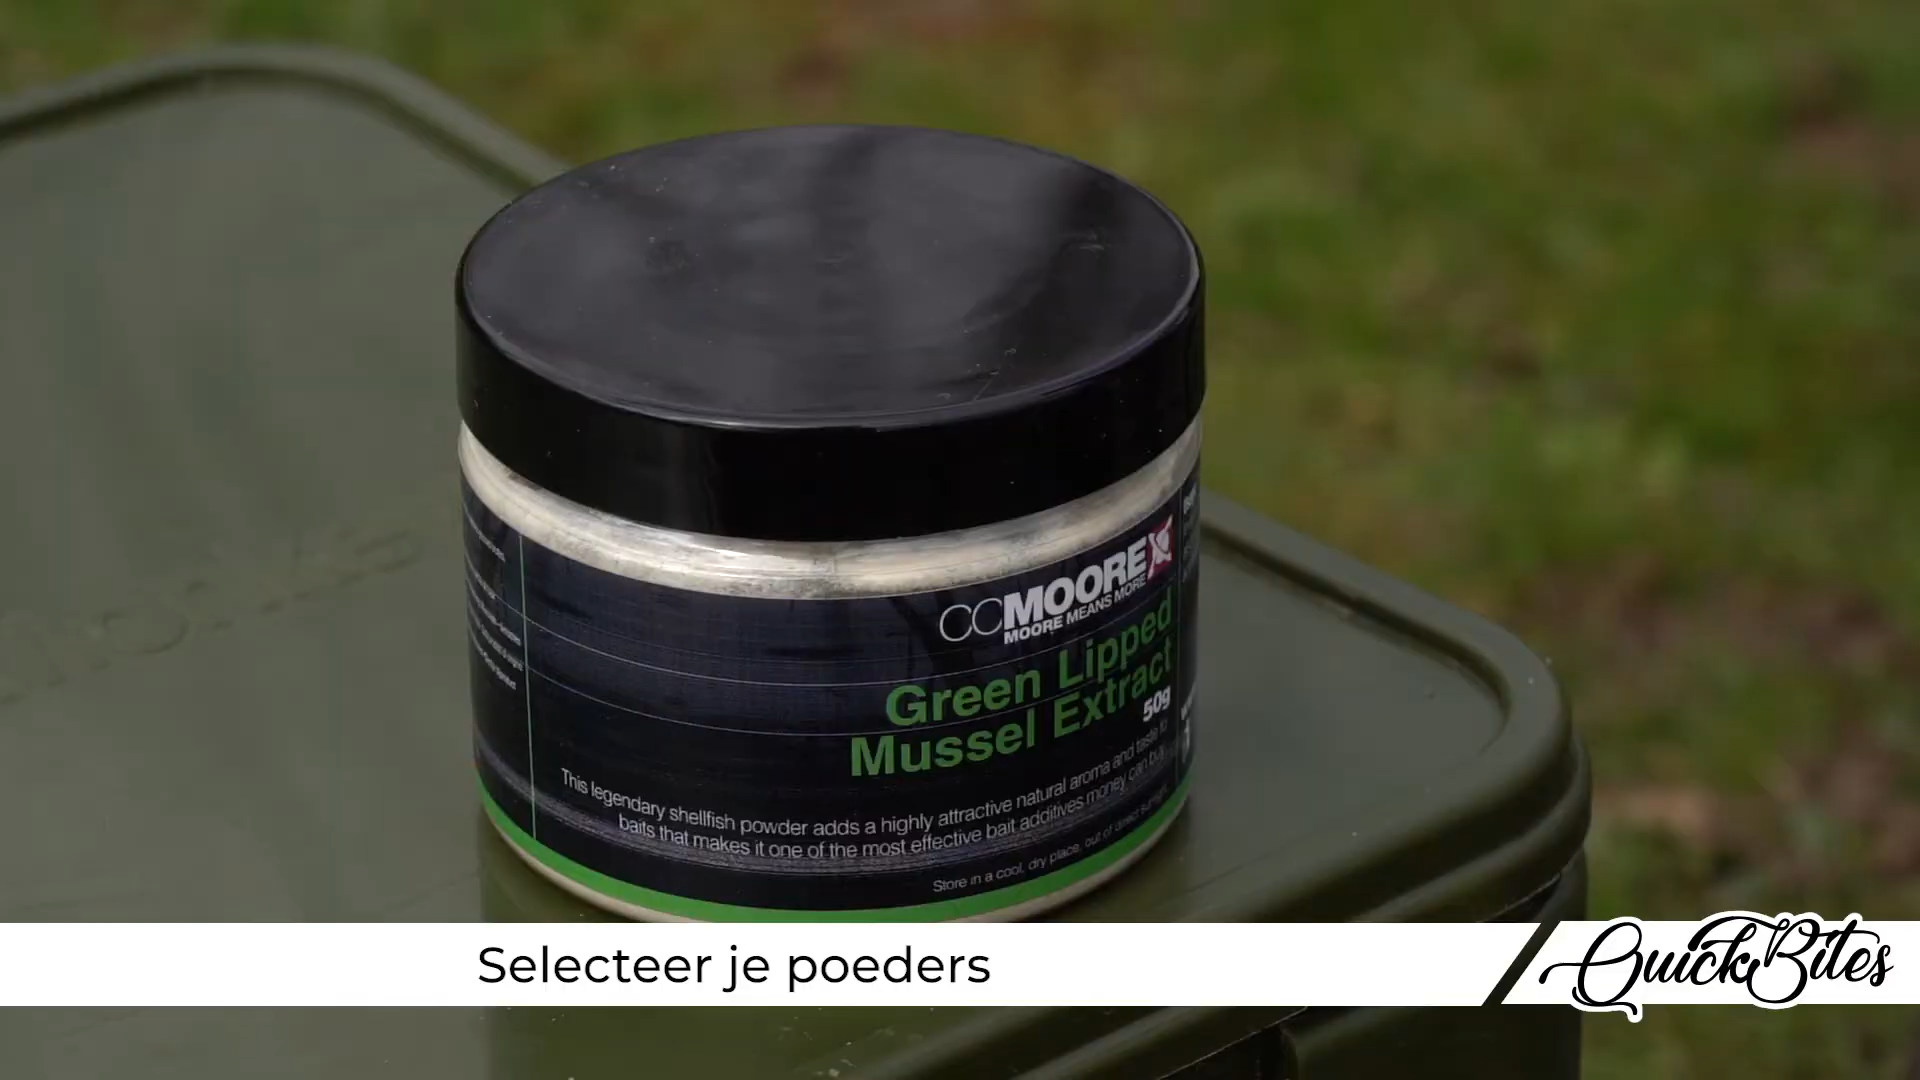 CCMOORE
MOORE MEANS MORE
Green Lipped
Mussel Extract
50g
This legendary shellfish powder adds a highly attractive natural aroma and taste to
baits that makes it one of the most effective bait additives money can buy
Store in a cool, dry place, out of direct sunlight
Selecteer je poeders
QuickBites